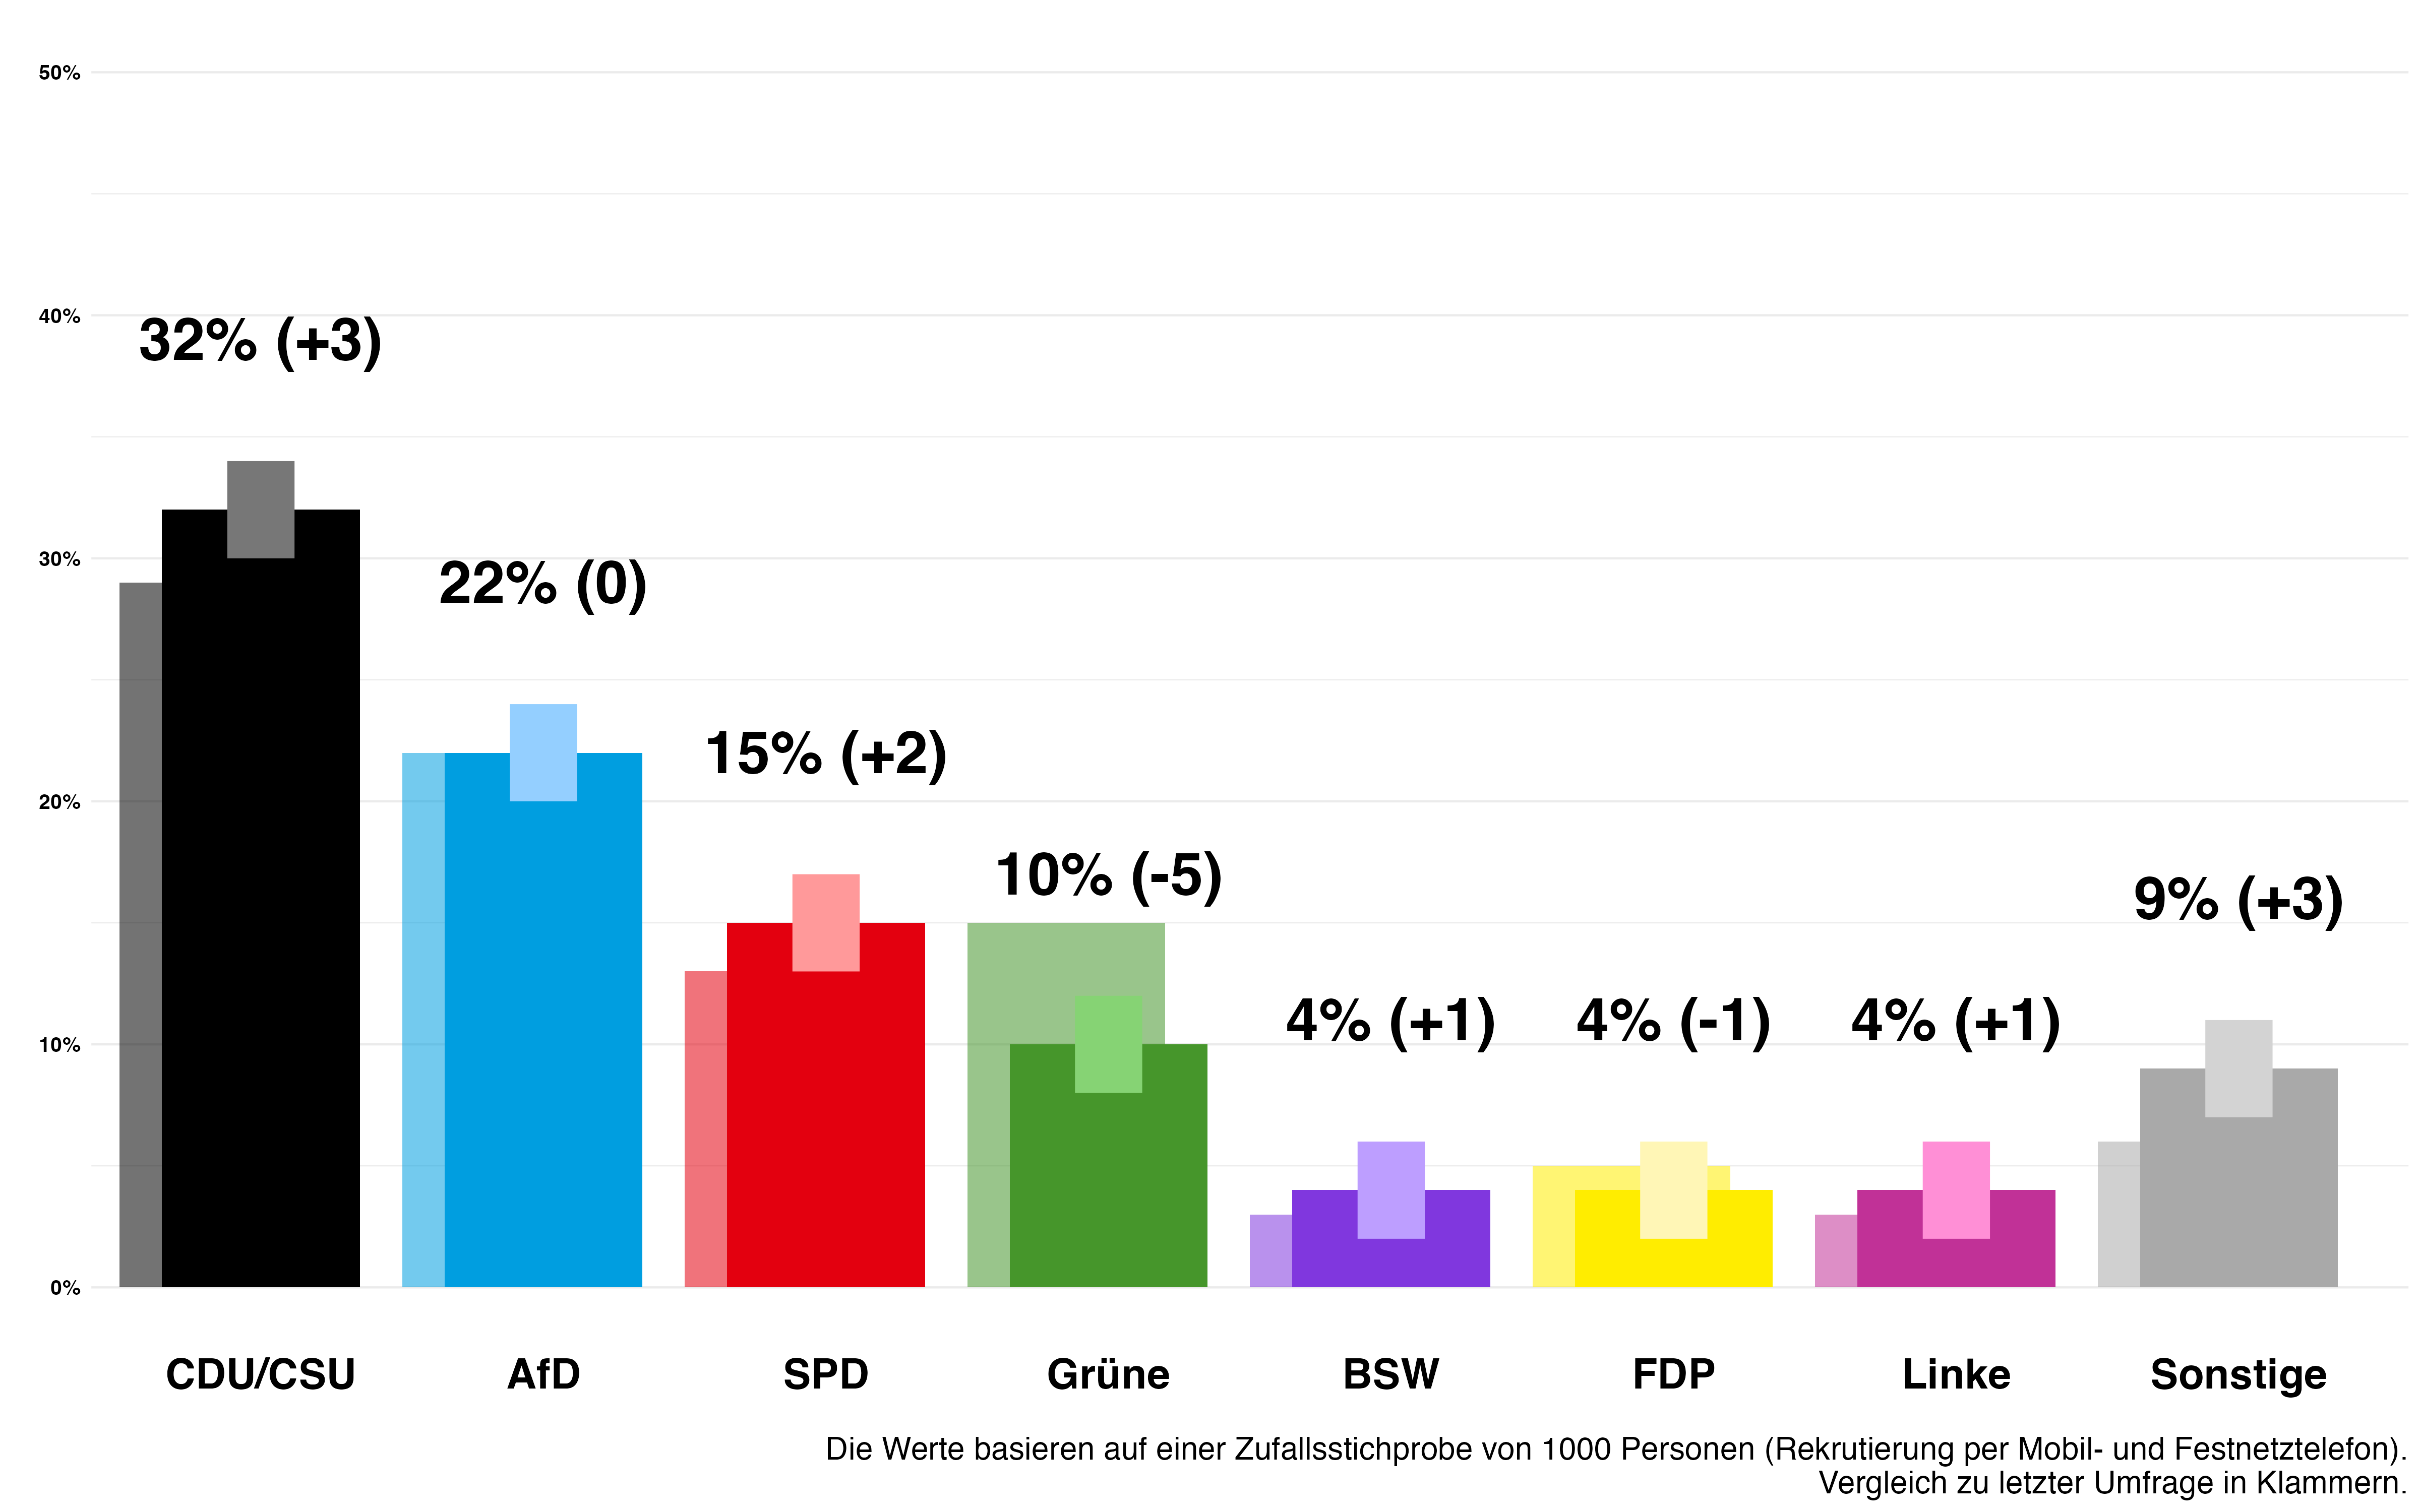 50%
40%
32% (+3)
30%
22% (0)
15% (+2)
20%
10% (-5)
9% (+3)
10%
4% (+1)
4% (-1)
4% (+1)
0%
CDU/CSU
AfD
SPD
Grüne
BSW
FDP
Linke
Sonstige
Die Werte basieren auf einer Zufallsstichprobe von 1000 Personen (Rekrutierung per Mobil- und Festnetztelefon).
Vergleich zu letzter Umfrage in Klammern.